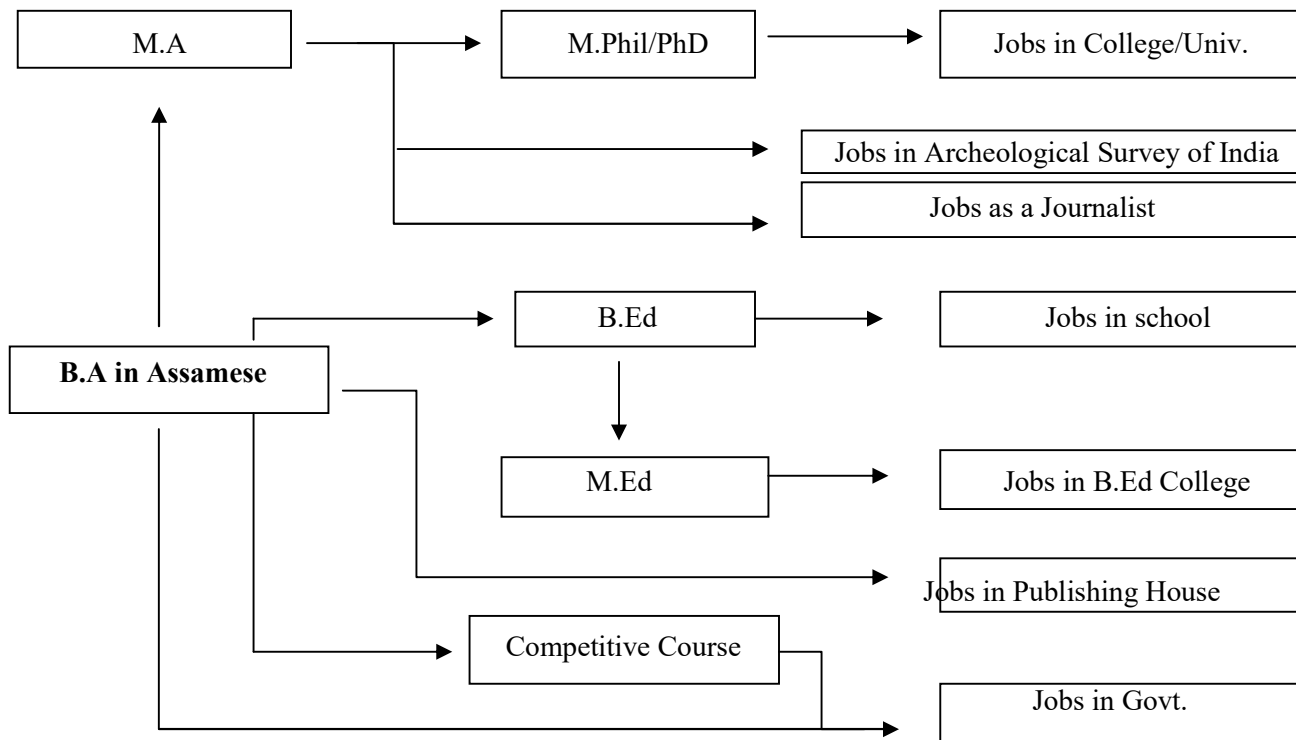 M.A
M.Phil/PhD
Jobs in College/Univ.
Jobs in Archeological Survey of India
Jobs as a Journalist
B.Ed
Jobs in school
B.A in Assamese
M.Ed
Jobs in B.Ed College
Jobs in Publishing House
Competitive Course
Jobs in Govt.